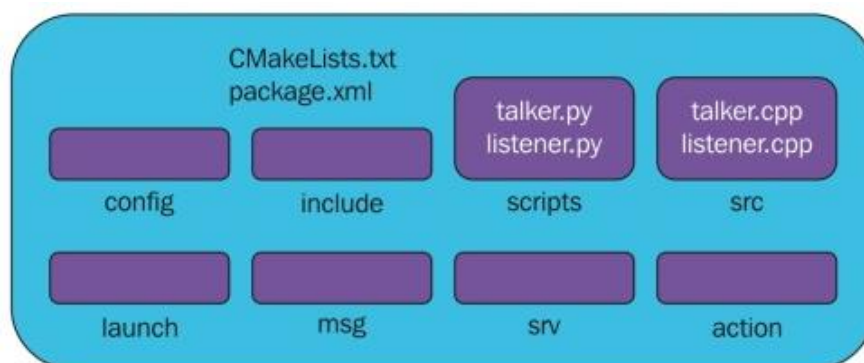 CMakeLists.txt
package.xml
talker.py
listener.py
talker.cpp
listener.cpp
config
include
scripts
src
launch
msg
srv
action